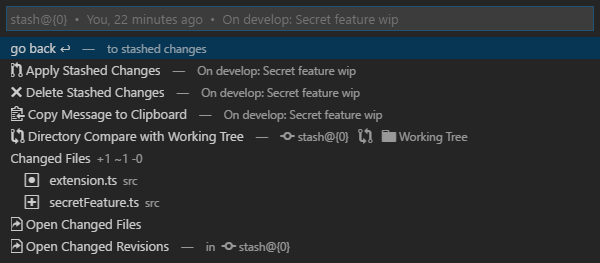 stash@{0} • You, 22 minutes ago • On develop: Secret feature wip
go back ↩ — to stashed changes
Apply Stashed Changes — On develop: Secret feature wip
Delete Stashed Changes — On develop: Secret feature wip
Copy Message to Clipboard — On develop: Secret feature wip
Directory Compare with Working Tree — stash@{0} Working Tree
Changed Files +1 ~1 -0
extension.ts src
secretFeature.ts src
Open Changed Files
Open Changed Revisions — in stash@{0}